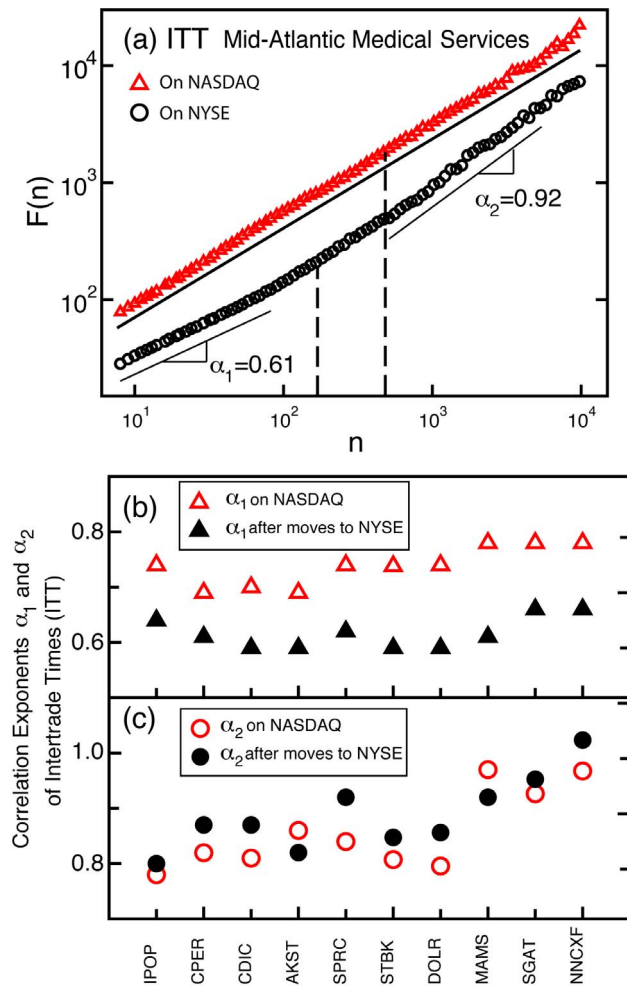 (a) ITT Mid-Atlantic Medical Services
On NASDAQ
On NYSE
F(n)
10⁴
10³
10²
α₂=0.92
α₁=0.61
10¹ 10² 10³ 10⁴
n
Correlation Exponents α₁ and α₂
of Intertrade Times (ITT)
(b)
α₁ on NASDAQ
α₁ after moves to NYSE
0.8
0.6
(c)
α₂ on NASDAQ
α₂ after moves to NYSE
1.0
0.8
IPOP
CPER
CDIC
AKST
SPRC
STBK
DOLR
MAMS
SGAT
NNCXF